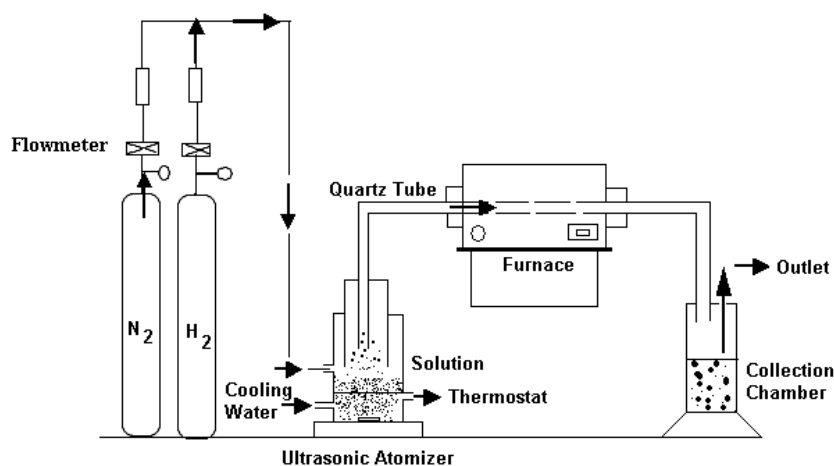 Flowmeter
N2
H2
Quartz Tube
Furnace
Outlet
Solution
Cooling
Water
Thermostat
Collection
Chamber
Ultrasonic Atomizer